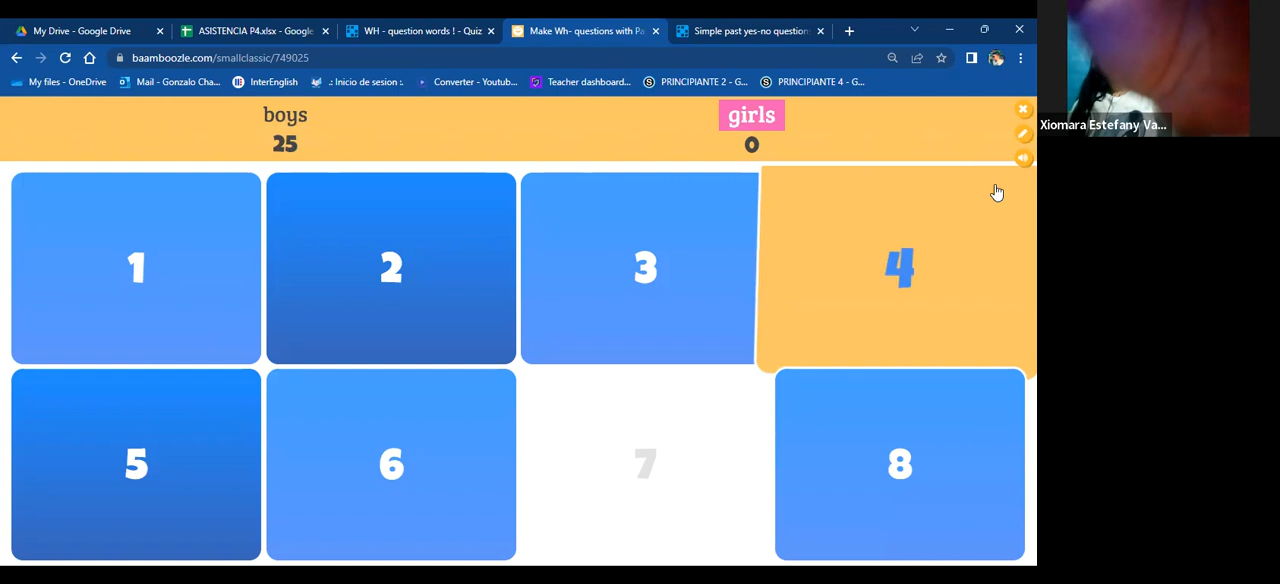 My Drive - Google Drive
ASISTENCIA P4.xlsx - Google
WH - question words ! - Quiz
Make Wh- questions with Pa
Simple past yes-no question
baamboozle.com/smallclassic/749025
My files - OneDrive
Mail - Gonzalo Cha...
InterEnglish
.: Inicio de sesion :.
Converter - Youtub...
Teacher dashboard...
PRINCIPIANTE 2 - G...
PRINCIPIANTE 4 - G...
boys
25
girls
0
Xiomara Estefany Va...
1
2
3
4
5
6
7
8